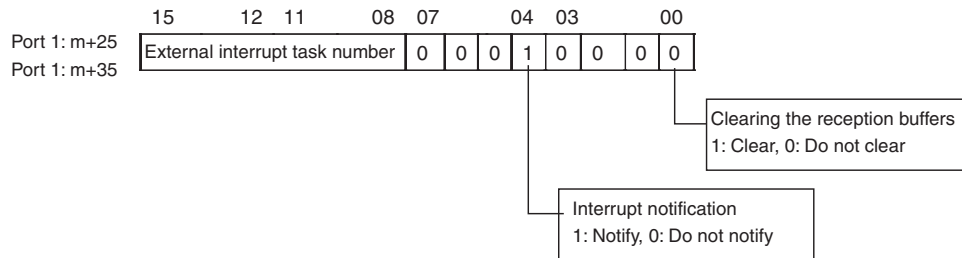 15 12 11 08 07 04 03 00
Port 1: m+25
External interrupt task number 0 0 0 1 0 0 0 0
Port 1: m+35
Clearing the reception buffers
1: Clear, 0: Do not clear
Interrupt notification
1: Notify, 0: Do not notify